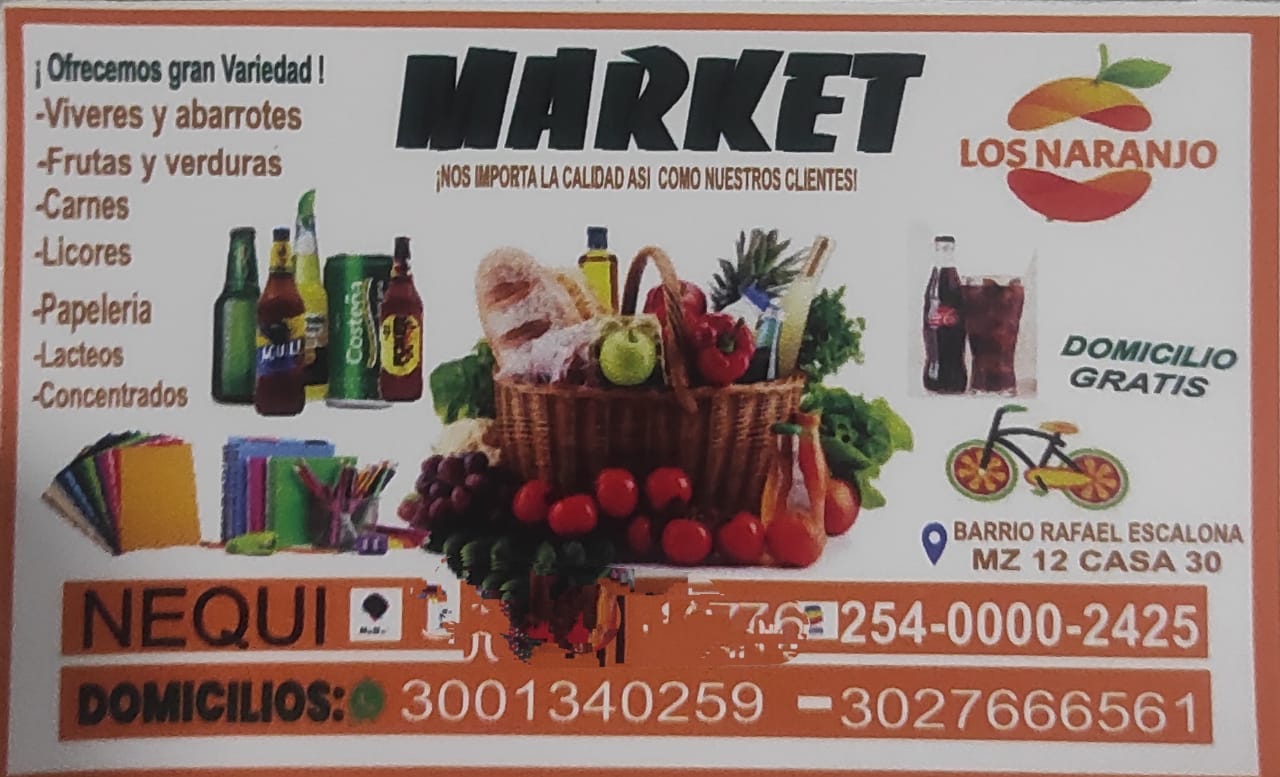 ¡ Ofrecemos gran Variedad !
-Viveres y abarrotes
-Frutas y verduras
-Carnes
-Licores
-Papeleria
-Lacteos
-Concentrados
MARKET
¡NOS IMPORTA LA CALIDAD ASI COMO NUESTROS CLIENTES!
LOS NARANJO
Costeña
DOMICILIO
GRATIS
BARRIO RAFAEL ESCALONA
MZ 12 CASA 30
NEQUI
254-0000-2425
DOMICILIOS: 3001340259 -3027666561